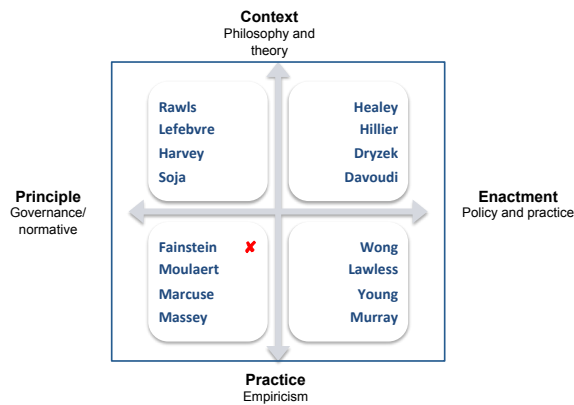 Context
Philosophy and
theory
Rawls
Lefebvre
Harvey
Soja
Healey
Hillier
Dryzek
Davoudi
Principle
Governance/
normative
Enactment
Policy and practice
Fainstein ✘
Moulaert
Marcuse
Massey
Wong
Lawless
Young
Murray
Practice
Empiricism